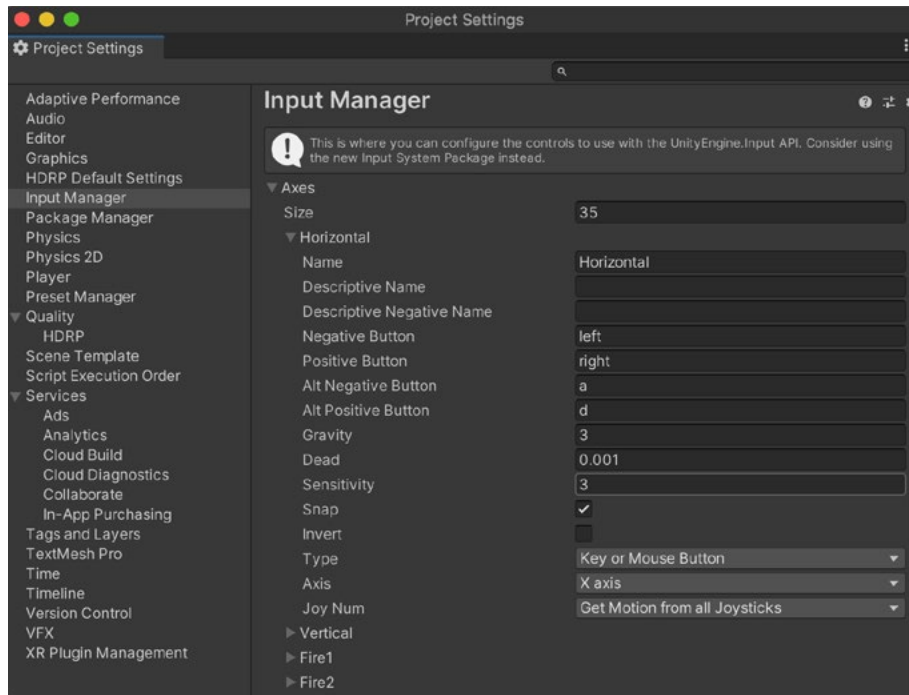 Project Settings
Project Settings
Adaptive Performance
Audio
Editor
Graphics
HDRP Default Settings
Input Manager
Package Manager
Physics
Physics 2D
Player
Preset Manager
Quality
HDRP
Scene Template
Script Execution Order
Services
Ads
Analytics
Cloud Build
Cloud Diagnostics
Collaborate
In-App Purchasing
Tags and Layers
TextMesh Pro
Time
Timeline
Version Control
VFX
XR Plugin Management
Input Manager
This is where you can configure the controls to use with the UnityEngine.Input API. Consider using
the new Input System Package instead.
Axes
Size 35
Horizontal
Name Horizontal
Descriptive Name
Descriptive Negative Name
Negative Button left
Positive Button right
Alt Negative Button a
Alt Positive Button d
Gravity 3
Dead 0.001
Sensitivity 3
Snap
Invert
Type Key or Mouse Button
Axis X axis
Joy Num Get Motion from all Joysticks
Vertical
Fire1
Fire2